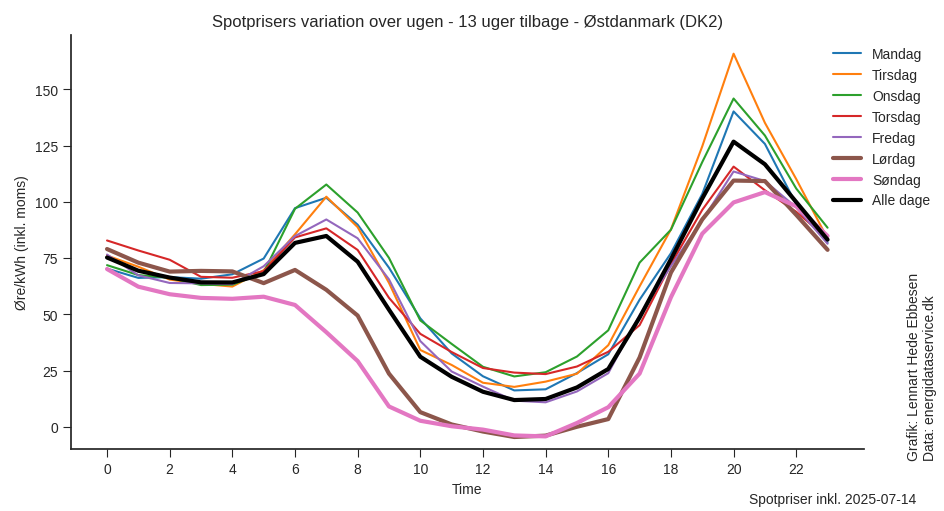 Spotprisers variation over ugen - 13 uger tilbage - Østdanmark (DK2)
Øre/kWh (inkl. moms)
150
125
100
75
50
25
0
0 2 4 6 8 10 12 14 16 18 20 22
Time
Mandag
Tirsdag
Onsdag
Torsdag
Fredag
Lørdag
Søndag
Alle dage
Grafik: Lennart Hede Ebbesen
Data: energidataservice.dk
Spotpriser inkl. 2025-07-14